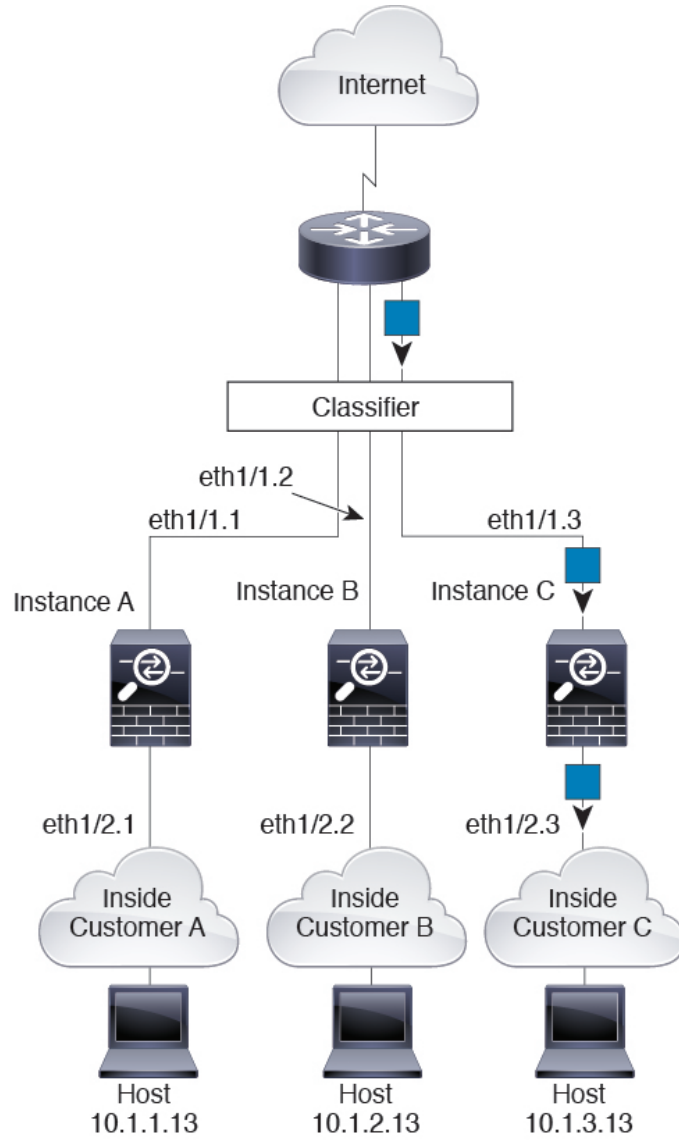 Internet
Classifier
eth1/1.2
eth1/1.1
eth1/1.3
Instance A
Instance B
Instance C
eth1/2.1
eth1/2.2
eth1/2.3
Inside
Customer A
Inside
Customer B
Inside
Customer C
Host
10.1.1.13
Host
10.1.2.13
Host
10.1.3.13